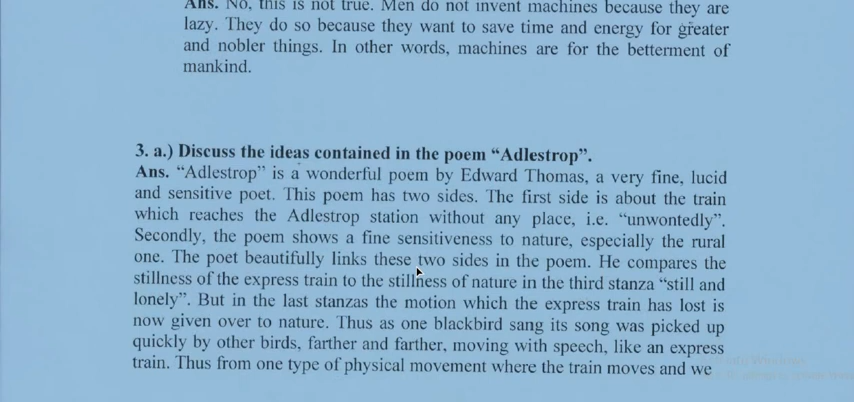 Ans. No, this is not true. Men do not invent machines because they are
lazy. They do so because they want to save time and energy for greater
and nobler things. In other words, machines are for the betterment of
mankind.
3. a.) Discuss the ideas contained in the poem “Adlestrop”.
Ans. “Adlestrop” is a wonderful poem by Edward Thomas, a very fine, lucid
and sensitive poet. This poem has two sides. The first side is about the train
which reaches the Adlestrop station without any place, i.e. “unwontedly”.
Secondly, the poem shows a fine sensitiveness to nature, especially the rural
one. The poet beautifully links these two sides in the poem. He compares the
stillness of the express train to the stillness of nature in the third stanza “still and
lonely”. But in the last stanzas the motion which the express train has lost is
now given over to nature. Thus as one blackbird sang its song was picked up
quickly by other birds, farther and farther, moving with speech, like an express
train. Thus from one type of physical movement where the train moves and we